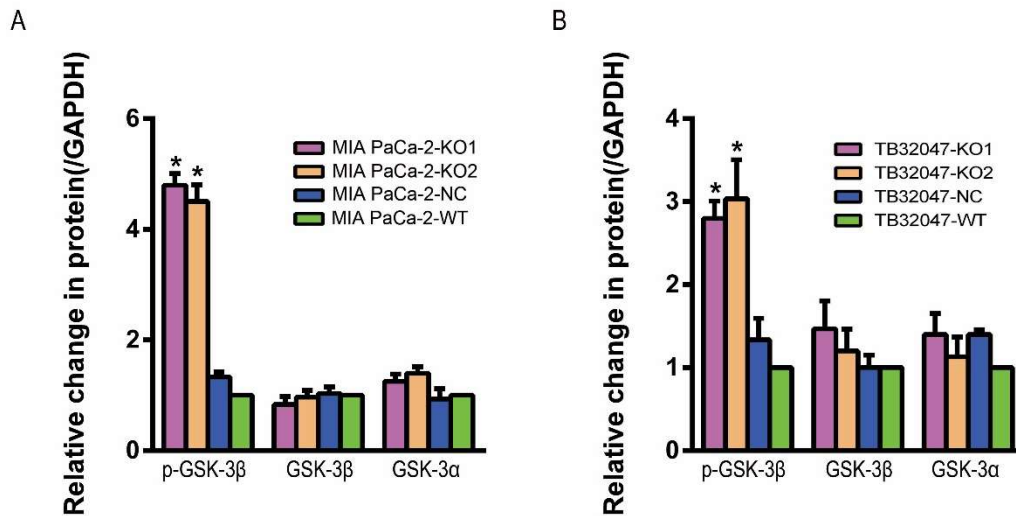 A
Relative change in protein(/GAPDH)
6
4
2
0
* *
MIA PaCa-2-KO1
MIA PaCa-2-KO2
MIA PaCa-2-NC
MIA PaCa-2-WT
p-GSK-3β GSK-3β GSK-3α
B
Relative change in protein(/GAPDH)
4
3
2
1
0
* *
TB32047-KO1
TB32047-KO2
TB32047-NC
TB32047-WT
p-GSK-3β GSK-3β GSK-3α